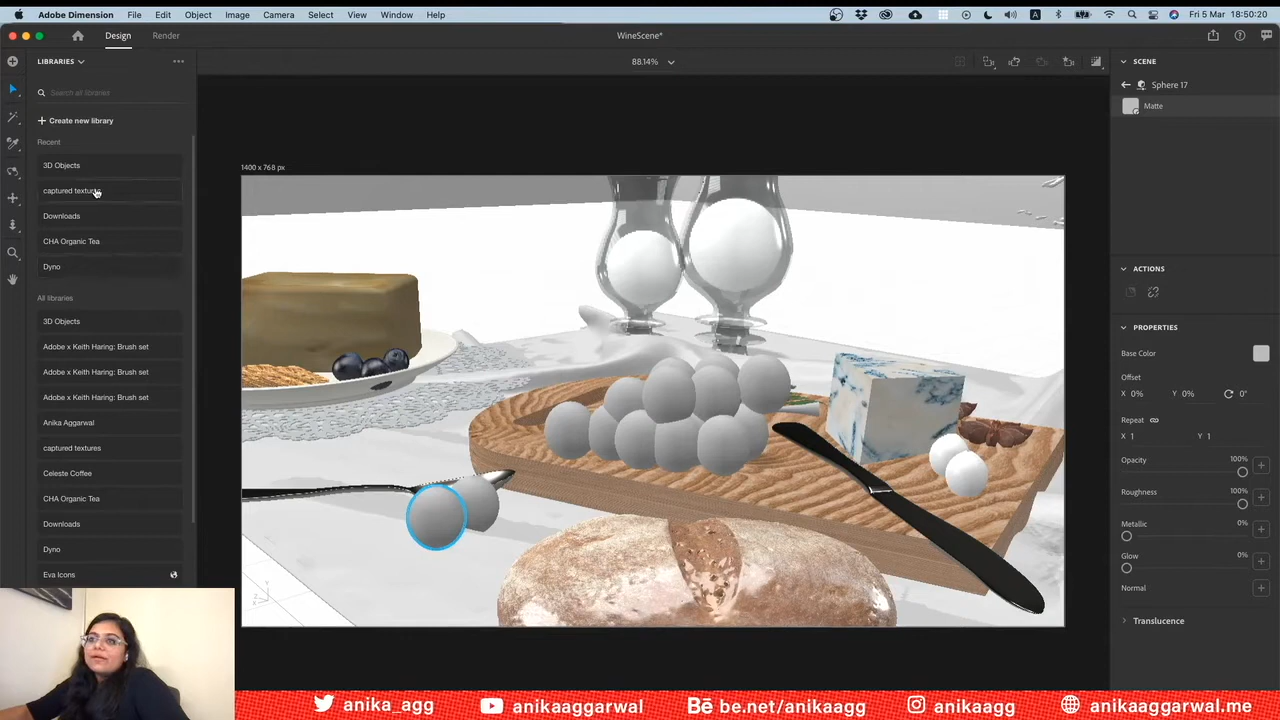 Adobe Dimension File Edit Object Image Camera Select View Window Help
A Fri 5 Mar 18:50:20
Design Render
WineScene*
LIBRARIES
88.14%
SCENE
Search all libraries
Sphere 17
Matte
+ Create new library
Recent
3D Objects
captured textures
Downloads
CHA Organic Tea
Dyno
All libraries
3D Objects
Adobe x Keith Haring: Brush set
Adobe x Keith Haring: Brush set
Adobe x Keith Haring: Brush set
Anika Aggarwal
captured textures
Celeste Coffee
CHA Organic Tea
Downloads
Dyno
Eva Icons
1400 x 768 px
ACTIONS
PROPERTIES
Base Color
Offset
X 0% Y 0% 0°
Repeat
X 1 Y 1
Opacity 100%
Roughness 100%
Metallic 0%
Glow 0%
Normal
Translucence
anika_agg anikaaggarwal be.net/anikaagg anikaagg anikaaggarwal.me